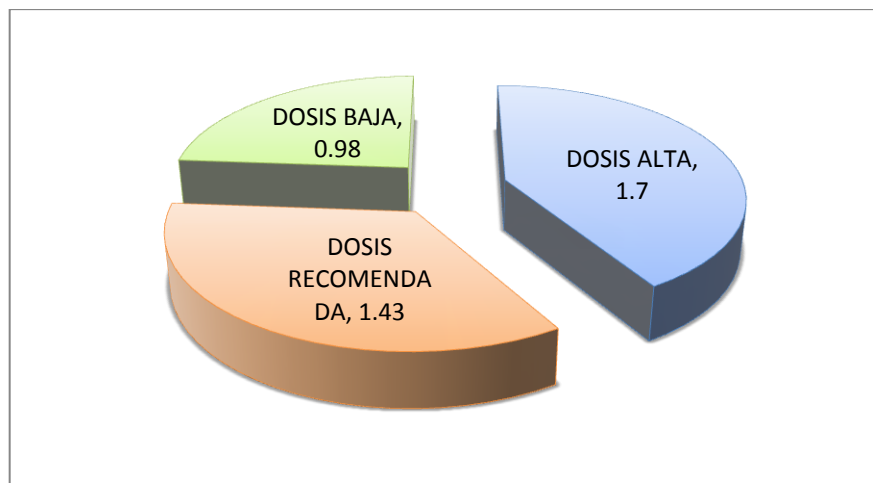 DOSIS BAJA,
0.98
DOSIS ALTA,
1.7
DOSIS
RECOMENDA
DA, 1.43